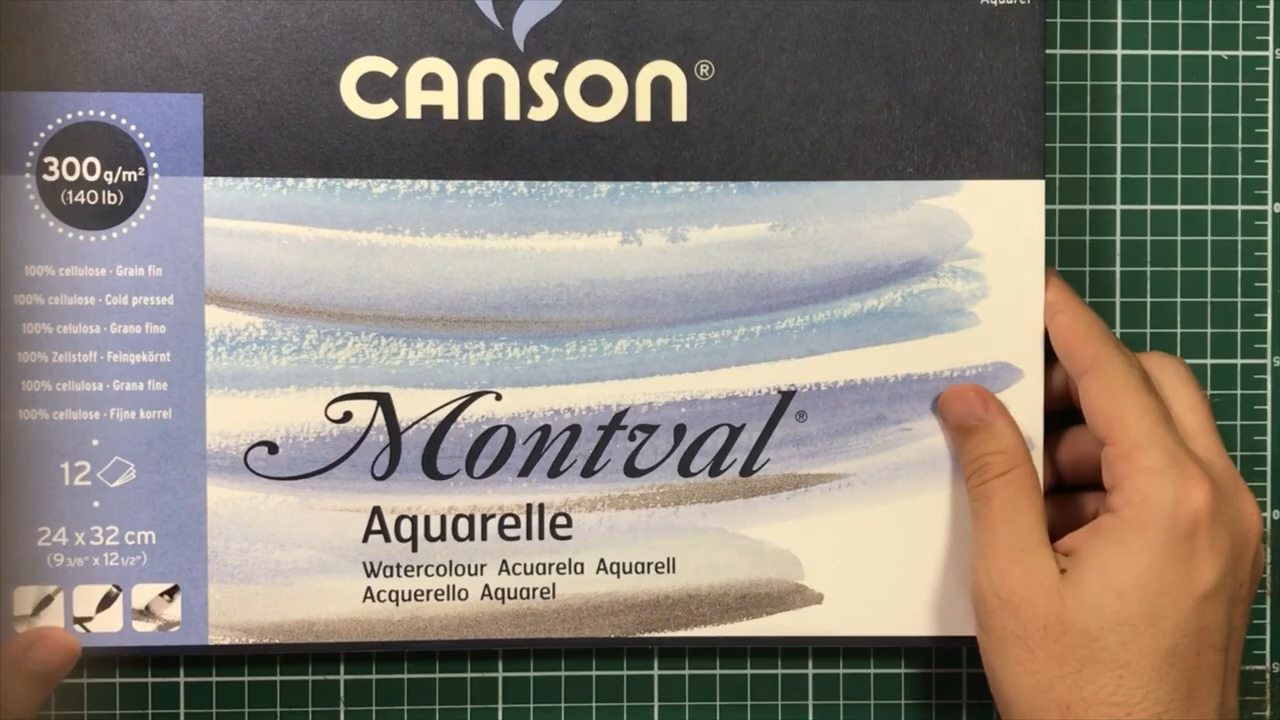 Aquarel
CANSON®
300 g/m²
(140 lb)
100% cellulose · Grain fin
100% cellulose · Cold pressed
100% celulosa · Grano fino
100% Zellstoff · Feingekörnt
100% cellulosa · Grana fine
100% cellulose · Fijne korrel
12
24 x 32 cm
(9 3/8" x 12 1/2")
Montval®
Aquarelle
Watercolour Acuarela Aquarell
Acquerello Aquarel